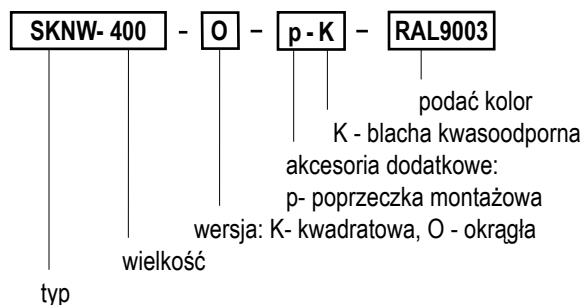 SKNW- 400 - O - p - K - RAL9003
podać kolor
K - blacha kwasoodporna
akcesoria dodatkowe:
p- poprzeczka montażowa
wersja: K- kwadratowa, O - okrągła
wielkość
typ